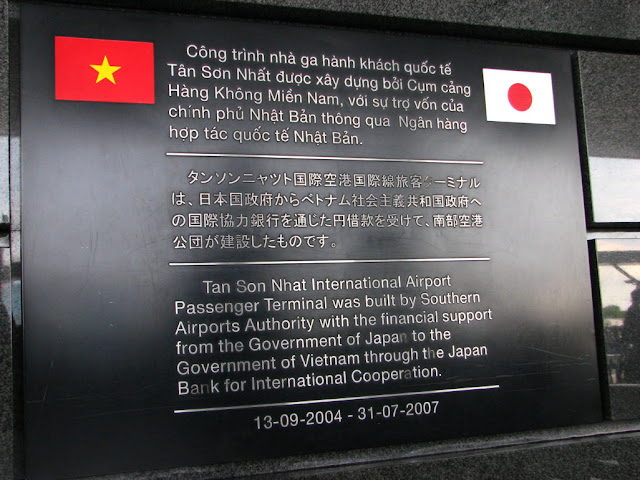 Công trình nhà ga hành khách quốc tế
Tân Sơn Nhất được xây dựng bởi Cụm cảng
Hàng Không Miền Nam, với sự trợ vốn của
chính phủ Nhật Bản thông qua Ngân hàng
hợp tác quốc tế Nhật Bản.
タンソンニャツト国際空港国際線旅客ターミナル
は、日本国政府からベトナム社会主義共和国政府へ
の国際協力銀行を通じた円借款を受けて、南部空港
公団が建設したものです。
Tan Son Nhat International Airport
Passenger Terminal was built by Southern
Airports Authority with the financial support
from the Government of Japan to the
Government of Vietnam through the Japan
Bank for International Cooperation.
13-09-2004 - 31-07-2007